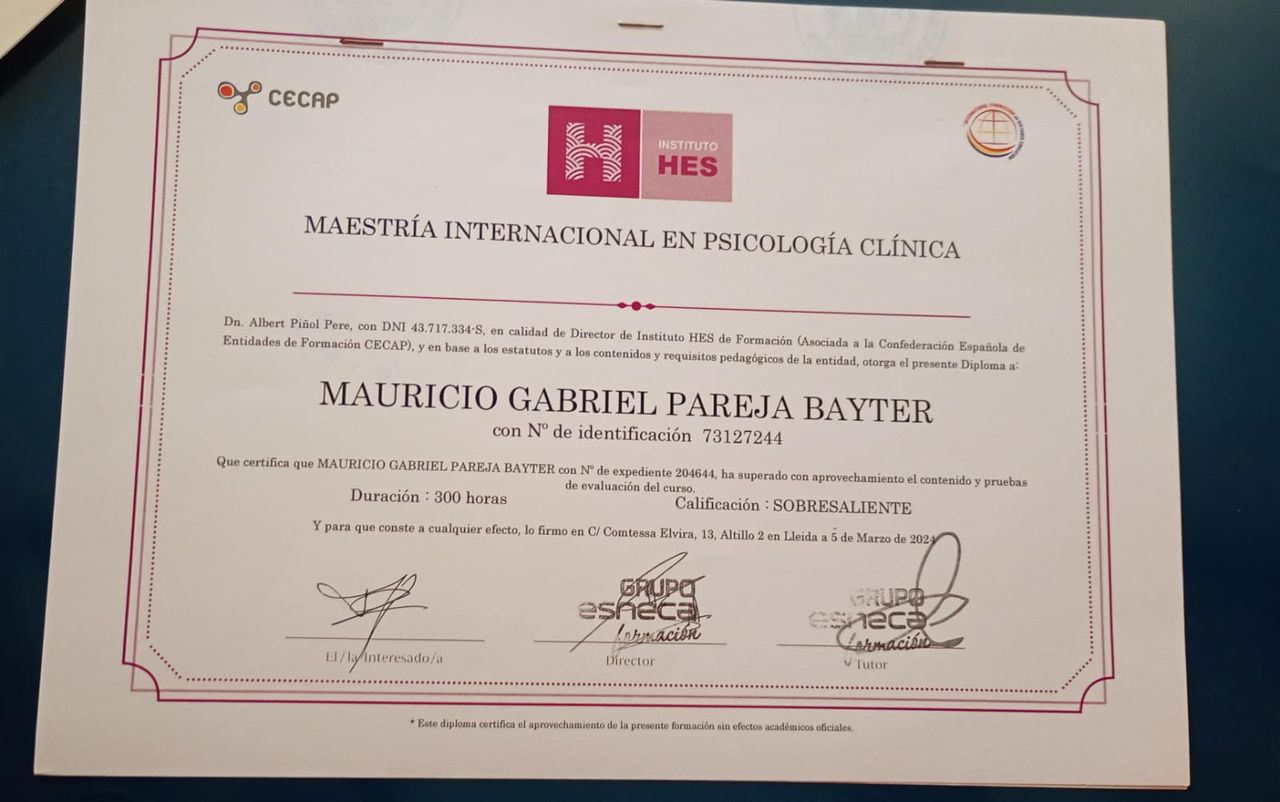 CECAP
INSTITUTO
HES
INTERNATIONAL COMMISSION on DISTANCE EDUCATION
MAESTRÍA INTERNACIONAL EN PSICOLOGÍA CLÍNICA
Dn. Albert Piñol Pere, con DNI 43.717.334-S, en calidad de Director de Instituto HES de Formación (Asociada a la Confederación Española de
Entidades de Formación CECAP), y en base a los estatutos y a los contenidos y requisitos pedagógicos de la entidad, otorga el presente Diploma a:
MAURICIO GABRIEL PAREJA BAYTER
con Nº de identificación 73127244
Que certifica que MAURICIO GABRIEL PAREJA BAYTER con Nº de expediente 204644, ha superado con aprovechamiento el contenido y pruebas
de evaluación del curso.
Duración : 300 horas
Calificación : SOBRESALIENTE
Y para que conste a cualquier efecto, lo firmo en C/ Comtessa Elvira, 13, Altillo 2 en Lleida a 5 de Marzo de 2024
GRUPO
esneca
formación
GRUPO
esneca
formación
El/la Interesado/a
Director
Tutor
* Este diploma certifica el aprovechamiento de la presente formación sin efectos académicos oficiales.